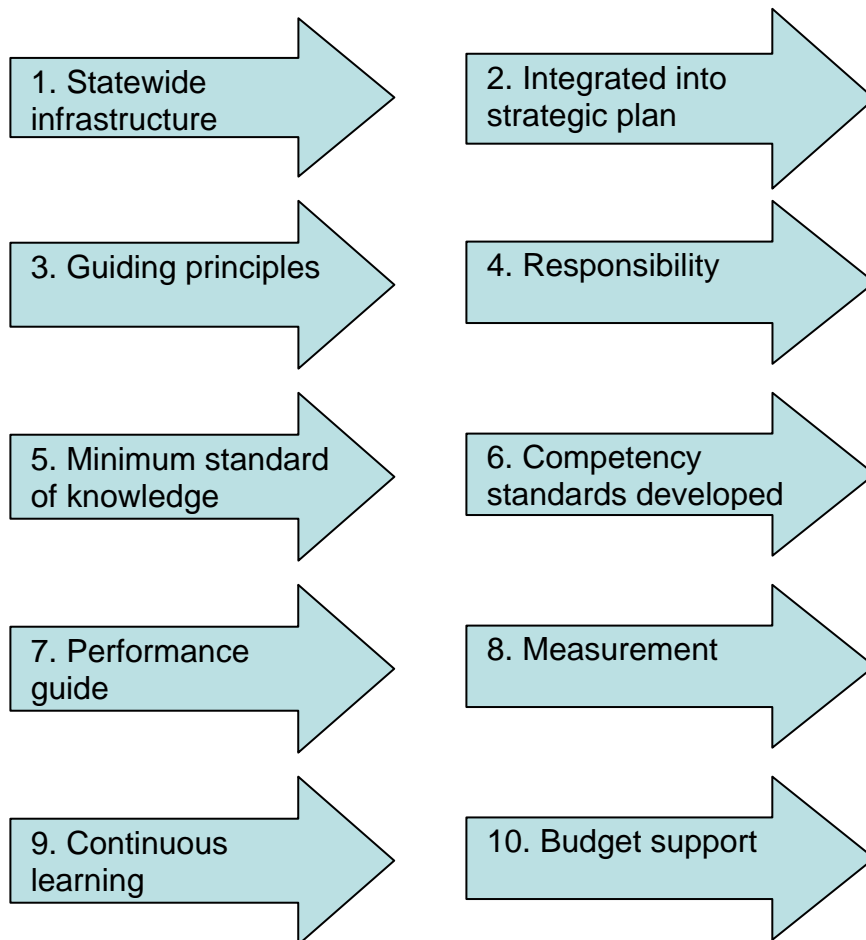 1. Statewide
infrastructure
2. Integrated into
strategic plan
3. Guiding principles
4. Responsibility
5. Minimum standard
of knowledge
6. Competency
standards developed
7. Performance
guide
8. Measurement
9. Continuous
learning
10. Budget support